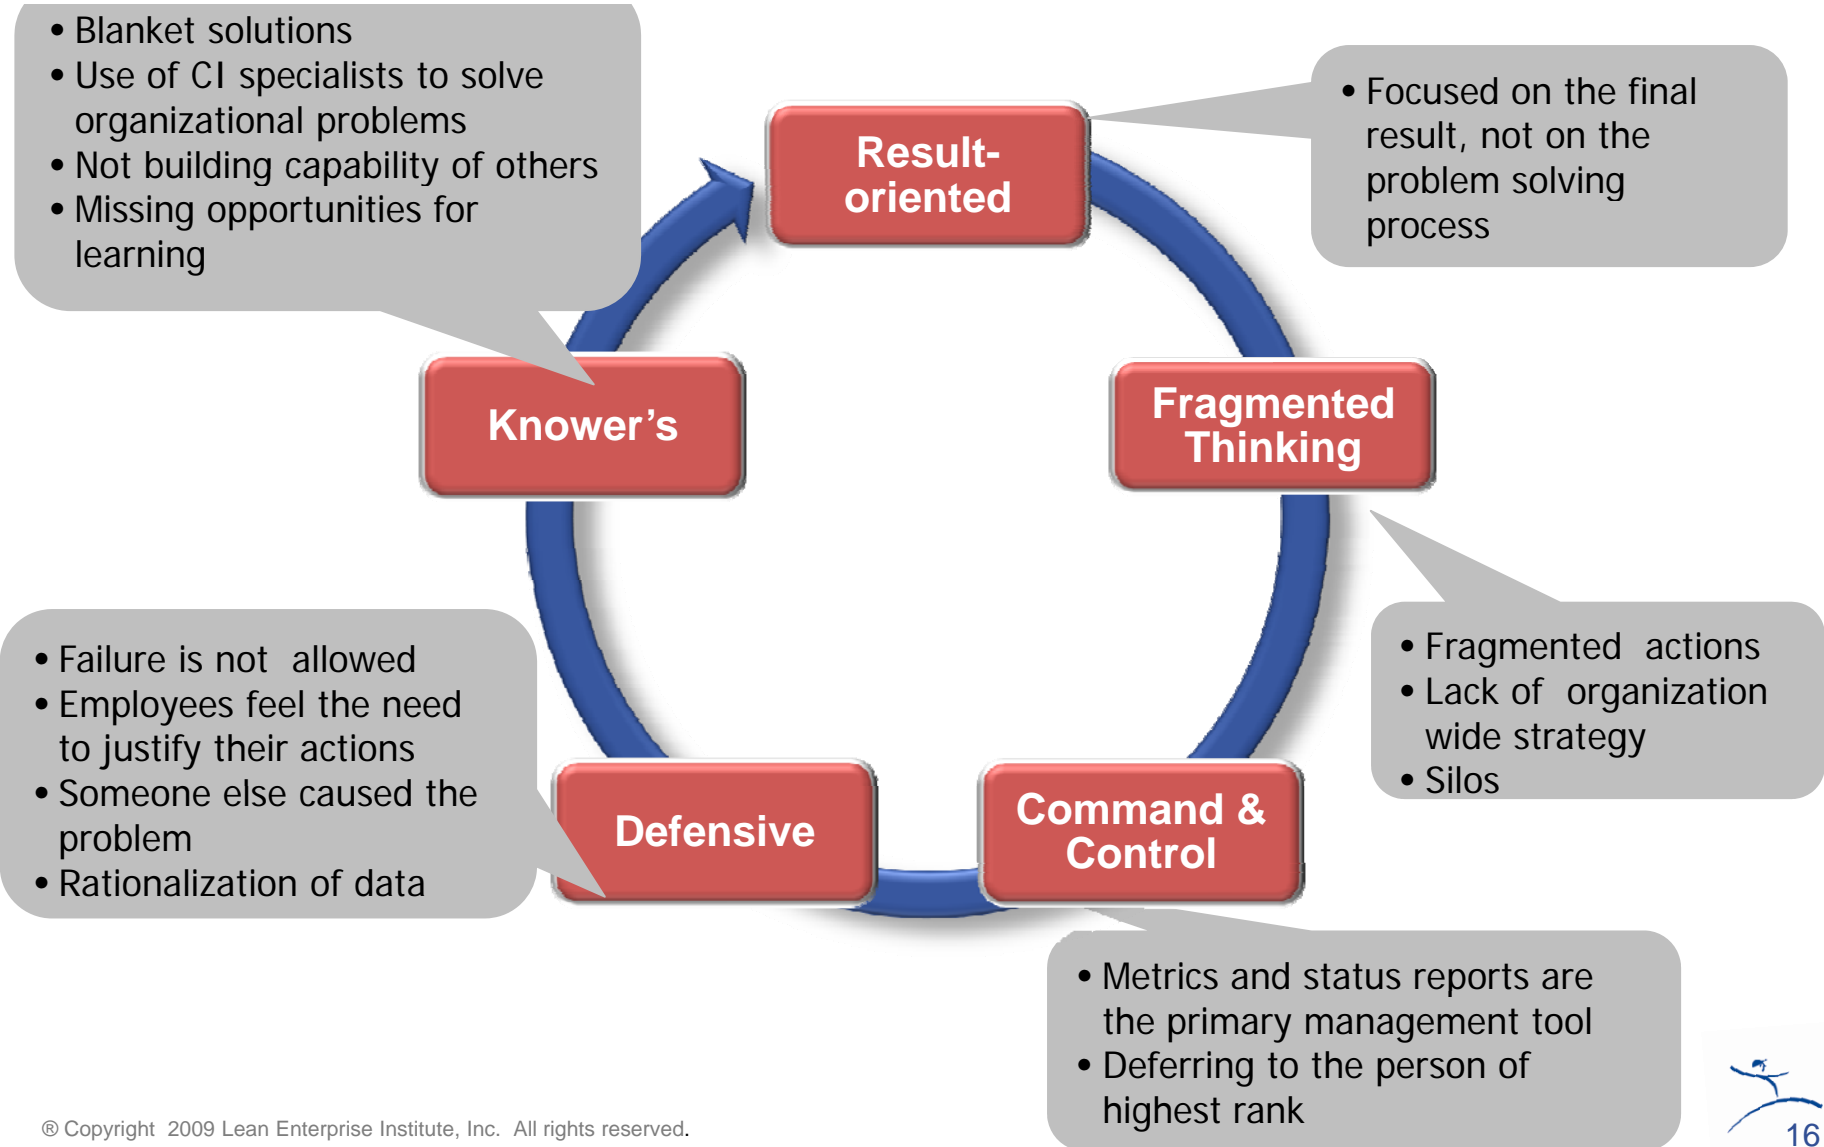 • Blanket solutions
• Use of CI specialists to solve
organizational problems
• Not building capability of others
• Missing opportunities for
learning
Result-
oriented
• Focused on the final
result, not on the
problem solving
process
Knower’s
Fragmented
Thinking
• Failure is not allowed
• Employees feel the need
to justify their actions
• Someone else caused the
problem
• Rationalization of data
• Fragmented actions
• Lack of organization
wide strategy
• Silos
Defensive
Command &
Control
• Metrics and status reports are
the primary management tool
• Deferring to the person of
highest rank
® Copyright 2009 Lean Enterprise Institute, Inc. All rights reserved.
16